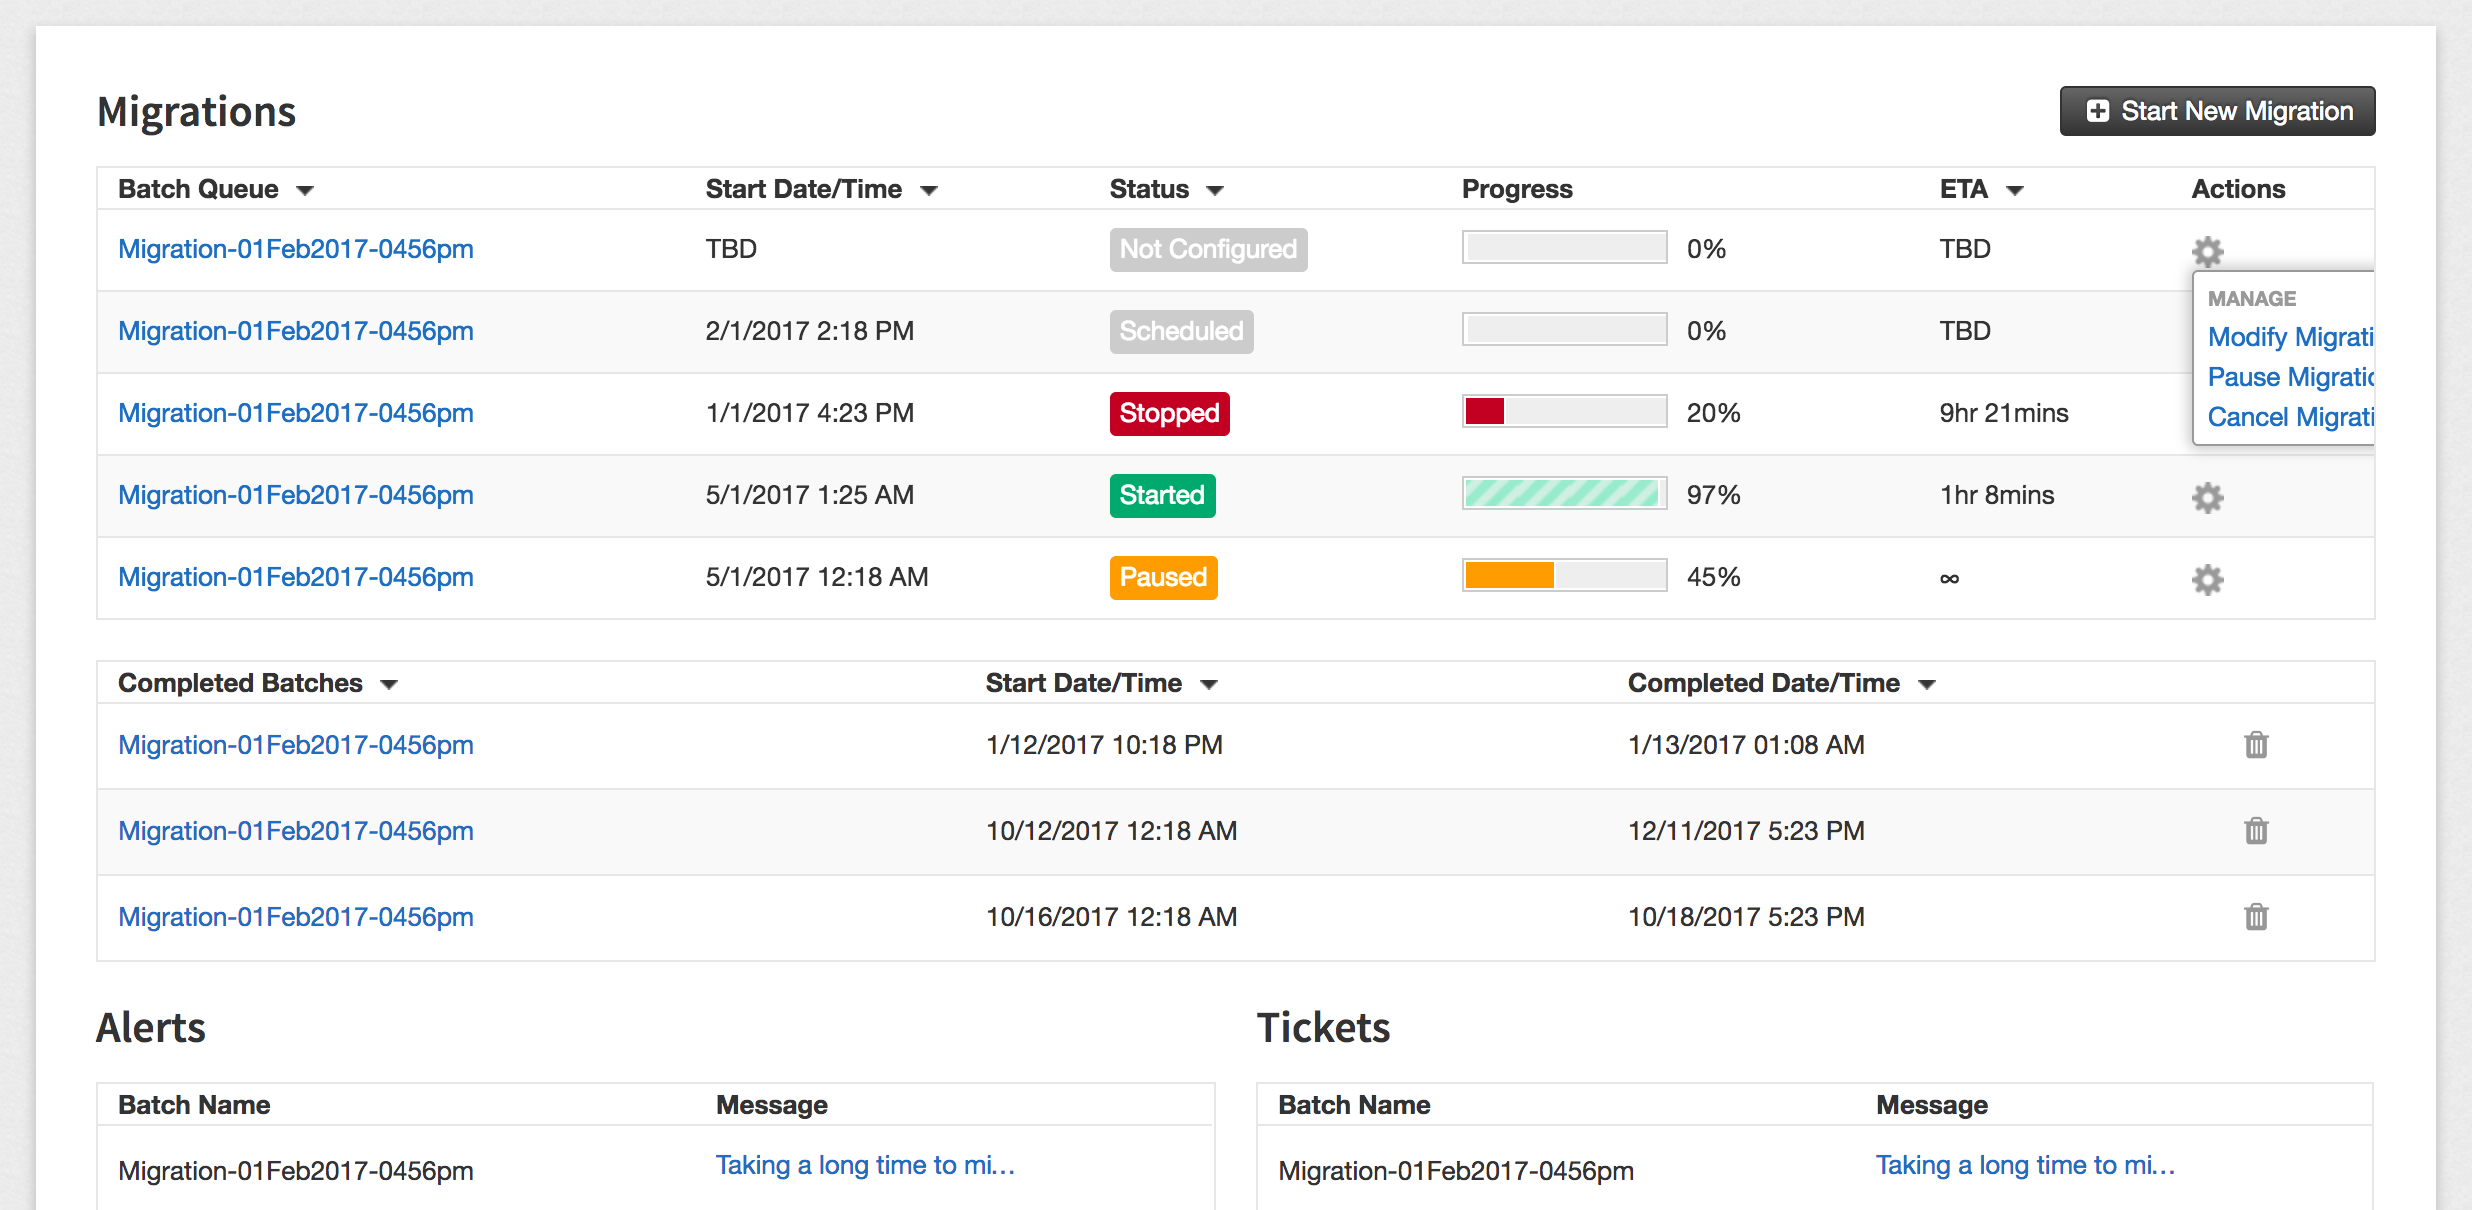 Migrations
Start New Migration
Batch Queue Start Date/Time Status Progress ETA Actions
Migration-01Feb2017-0456pm TBD Not Configured 0% TBD
MANAGE
Migration-01Feb2017-0456pm 2/1/2017 2:18 PM Scheduled 0% TBD Modify Migrati
Pause Migratio
Migration-01Feb2017-0456pm 1/1/2017 4:23 PM Stopped 20% 9hr 21mins Cancel Migrati
Migration-01Feb2017-0456pm 5/1/2017 1:25 AM Started 97% 1hr 8mins
Migration-01Feb2017-0456pm 5/1/2017 12:18 AM Paused 45% ∞
Completed Batches Start Date/Time Completed Date/Time
Migration-01Feb2017-0456pm 1/12/2017 10:18 PM 1/13/2017 01:08 AM
Migration-01Feb2017-0456pm 10/12/2017 12:18 AM 12/11/2017 5:23 PM
Migration-01Feb2017-0456pm 10/16/2017 12:18 AM 10/18/2017 5:23 PM
Alerts
Batch Name Message
Migration-01Feb2017-0456pm Taking a long time to mi...
Tickets
Batch Name Message
Migration-01Feb2017-0456pm Taking a long time to mi...